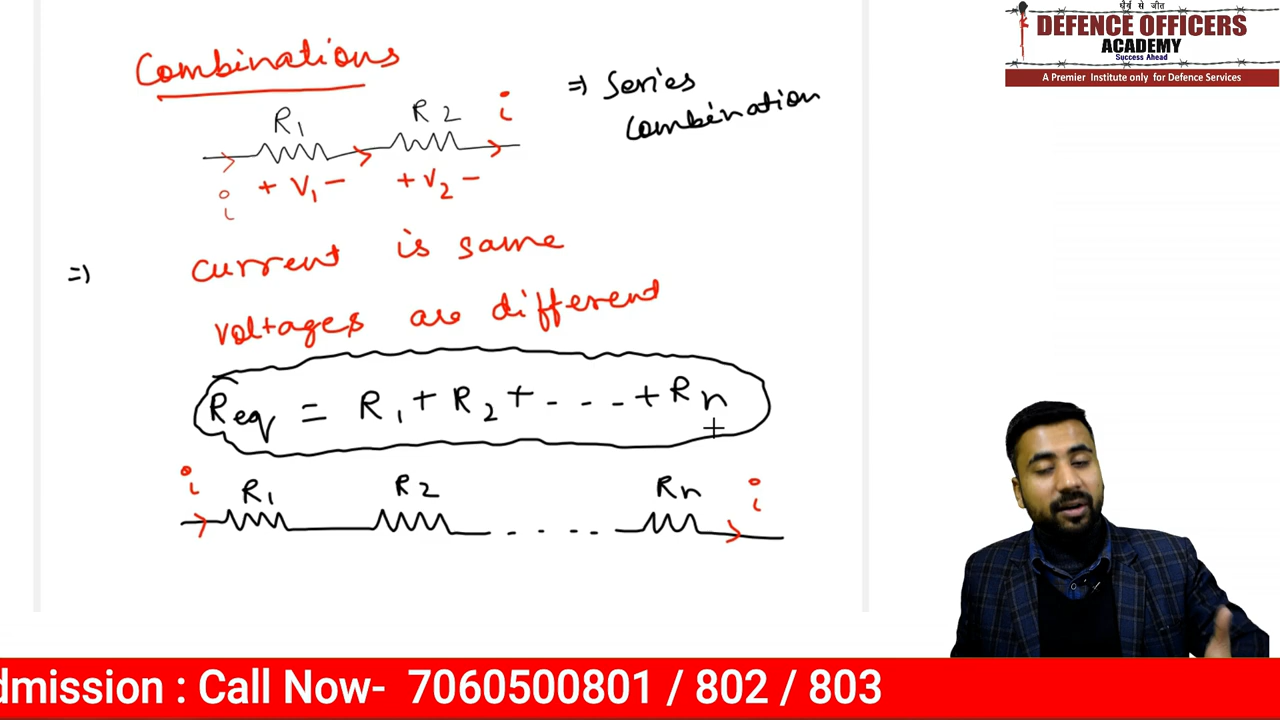 शौर्य से जीत
DEFENCE OFFICERS
ACADEMY
Success Ahead
A Premier Institute only for Defence Services
Combinations
⇒ Series
Combination
R1 R2 i
i + V1 − + V2 −
⇒ current is same
voltages are different
Req = R1 + R2 + - - - + Rn
i R1 R2 Rn i
. . . .
dmission : Call Now- 7060500801 / 802 / 803